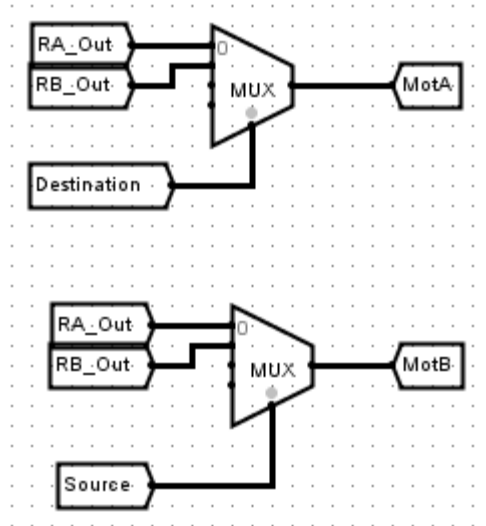 RA_Out
0
RB_Out
MUX
MotA
Destination
RA_Out
0
RB_Out
MUX
MotB
Source